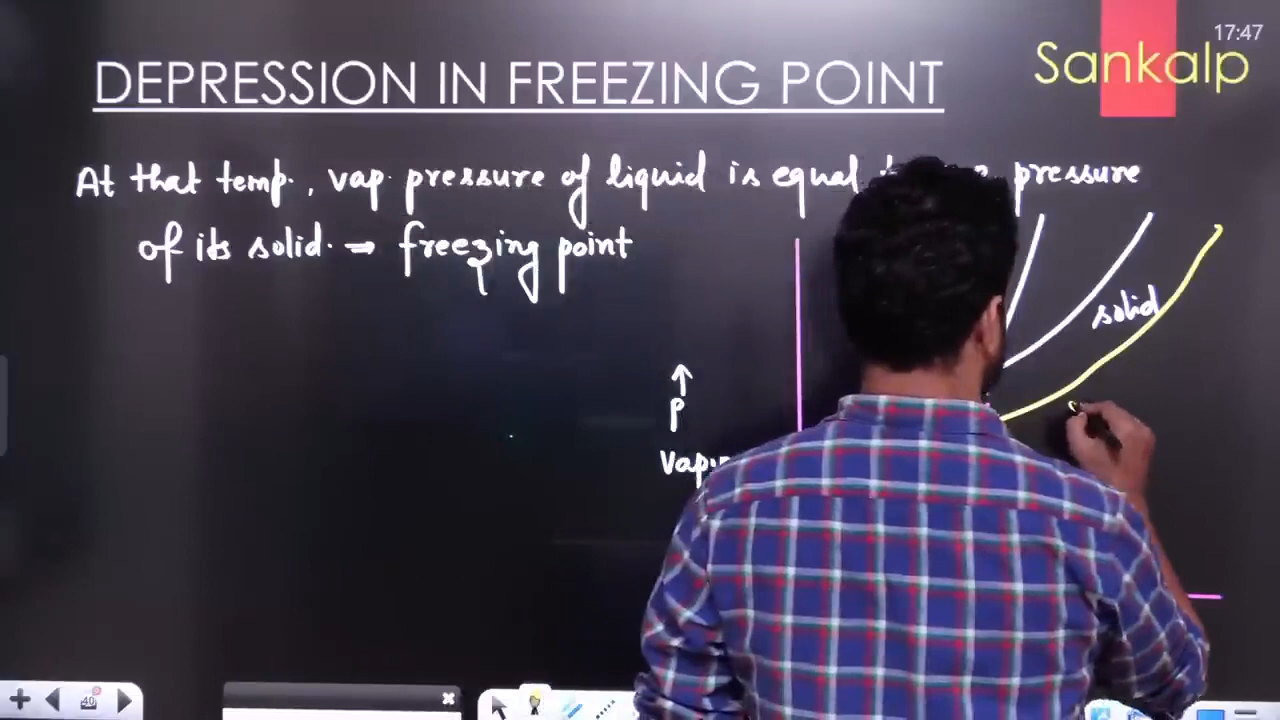 17:47
Sankalp
DEPRESSION IN FREEZING POINT
At that temp., vap. pressure of liquid is equal pressure
of its solid. → freezing point
solid
↑
P
40